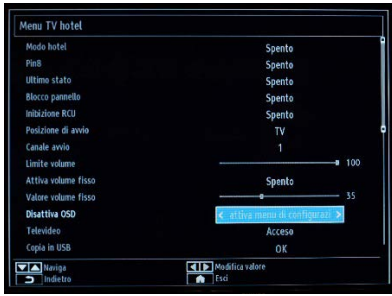 Menu TV hotel
Modo hotel Spento
Pin8 Spento
Ultimo stato Spento
Blocco pannello Spento
Inibizione RCU Spento
Posizione di avvio TV
Canale avvio 1
Limite volume 100
Attiva volume fisso Spento
Valore volume fisso 35
Disattiva OSD < attiva menu di configurazi >
Televideo Acceso
Copia in USB OK
Naviga Modifica valore
Indietro Esci